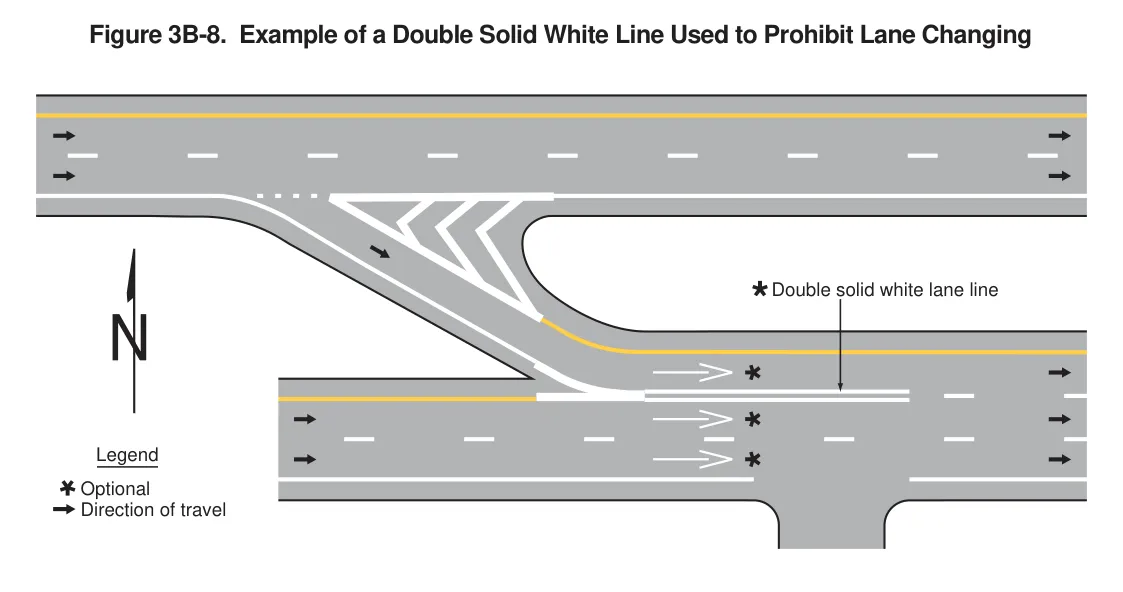 Figure 3B-8. Example of a Double Solid White Line Used to Prohibit Lane Changing
* Double solid white lane line
*
*
*
N
Legend
* Optional
Direction of travel